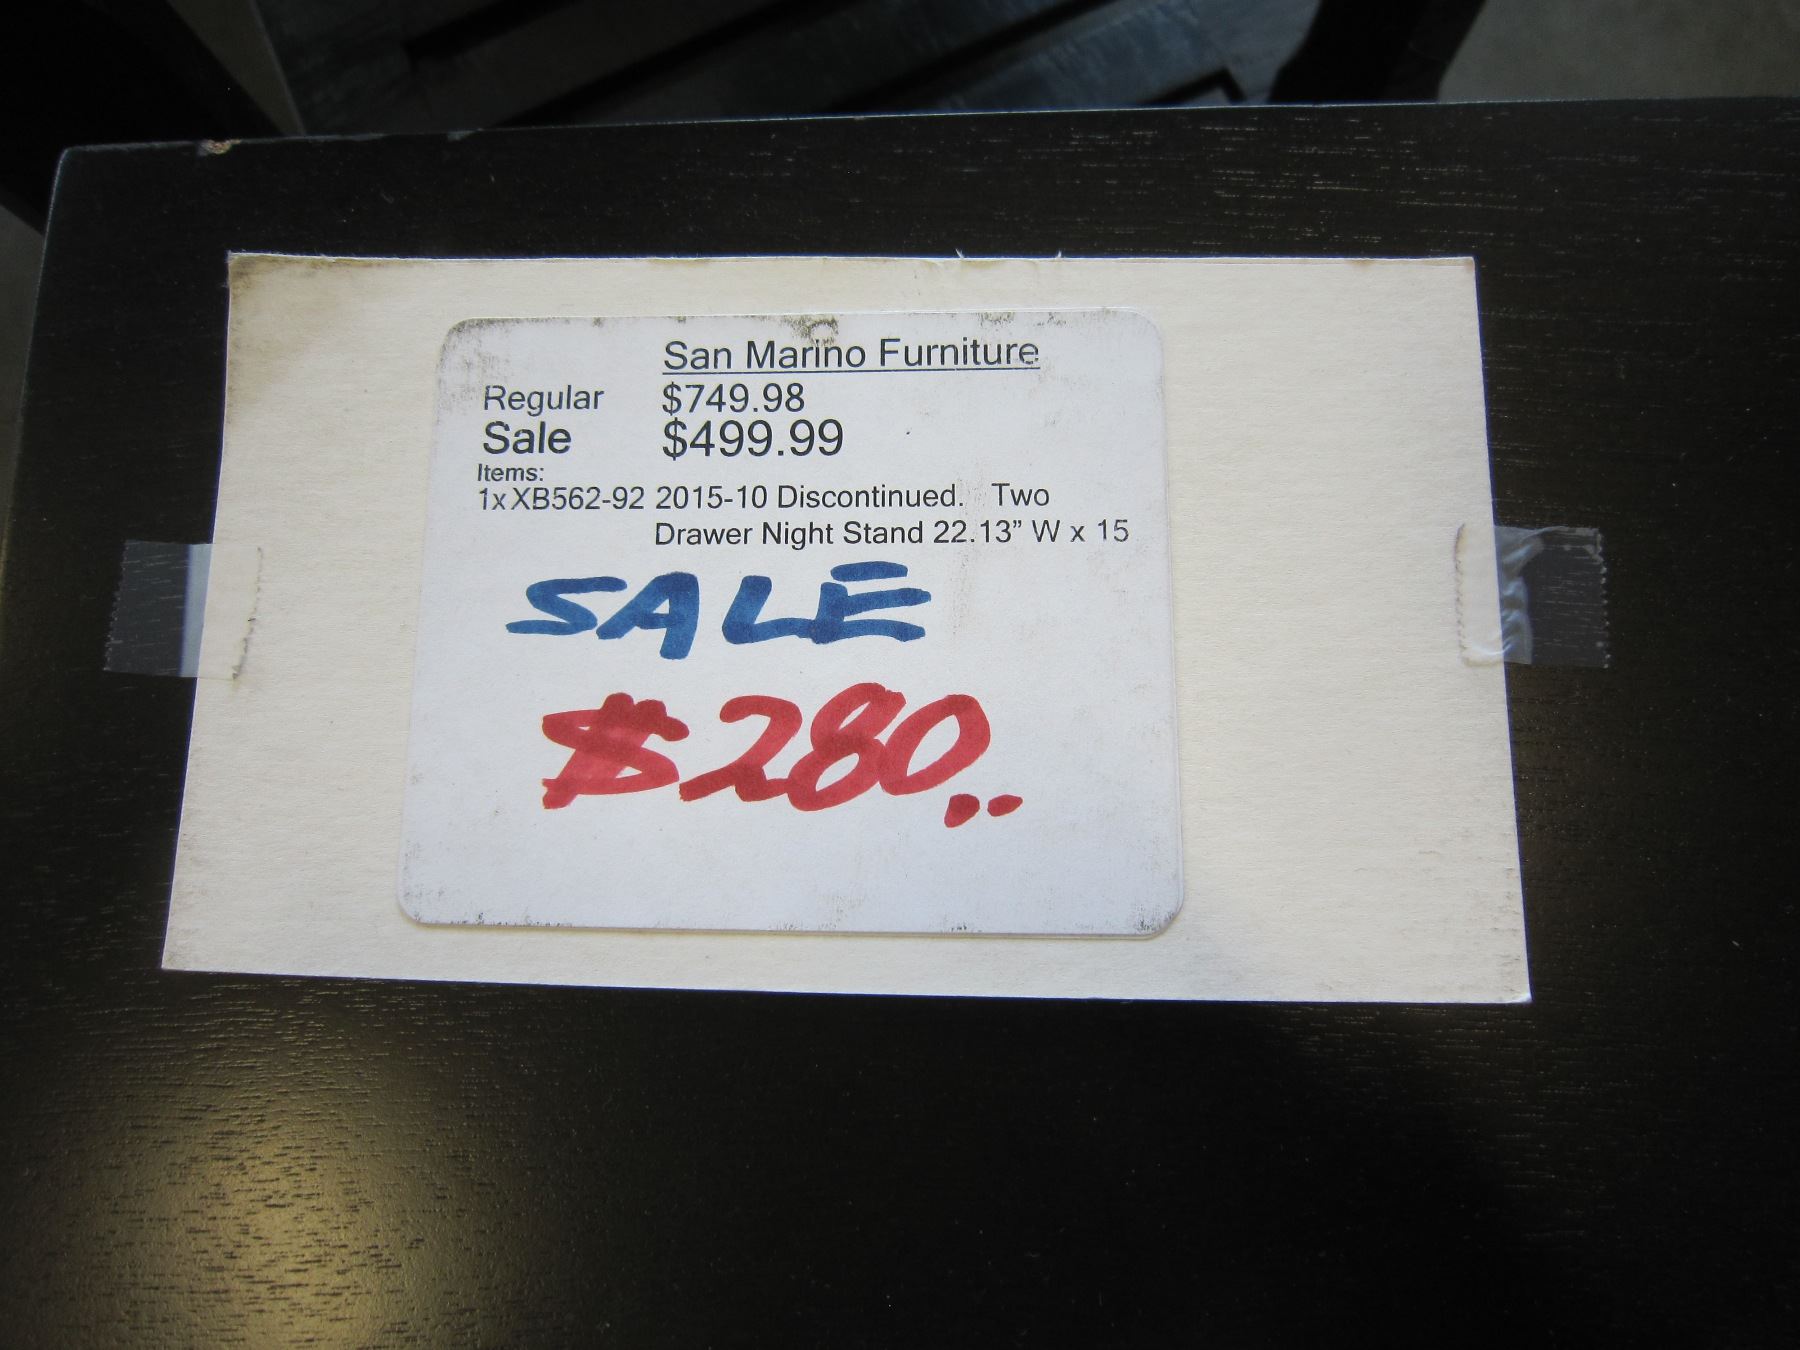 San Marino Furniture
Regular $749.98
Sale $499.99
Items:
1x XB562-92 2015-10 Discontinued. Two
Drawer Night Stand 22.13" W x 15
SALE
$280..